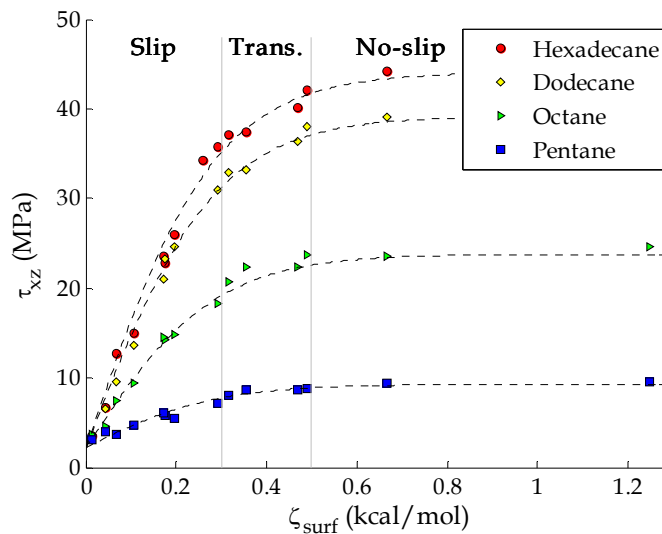 Slip Trans. No-slip
Hexadecane
Dodecane
Octane
Pentane
50
40
30
20
10
0
τxz (MPa)
0 0.2 0.4 0.6 0.8 1 1.2
ζsurf (kcal/mol)